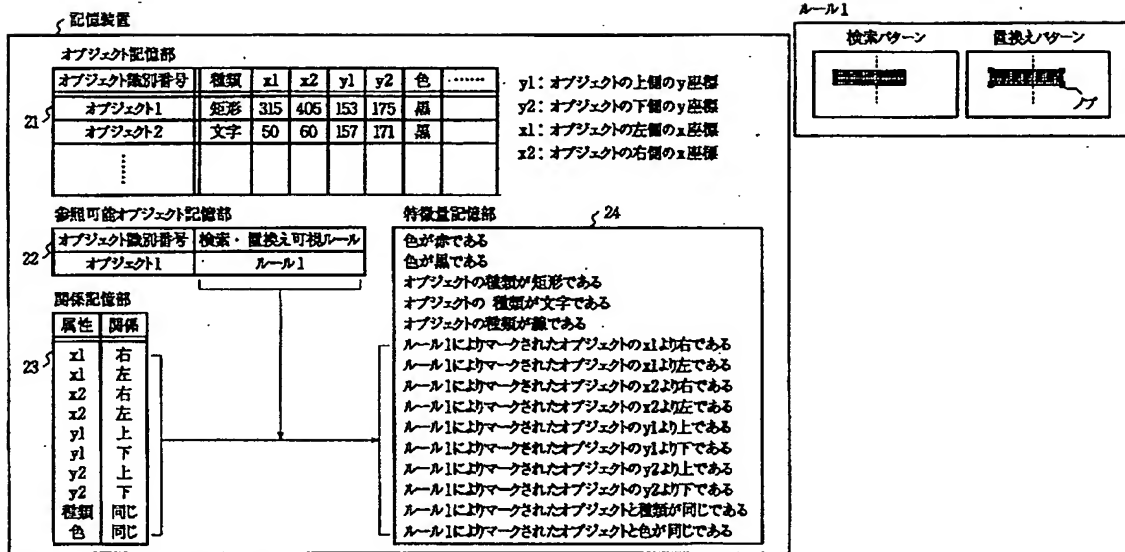 記憶装置
オブジェクト記憶部
オブジェクト識別番号 種類 x1 x2 y1 y2 色 ‥‥‥
21
オブジェクト1 矩形 315 405 153 175 黒
オブジェクト2 文字 50 60 157 171 黒
y1:オブジェクトの上側のy座標
y2:オブジェクトの下側のy座標
x1:オブジェクトの左側のx座標
x2:オブジェクトの右側のx座標
ルール1
検索パターン 置換えパターン
ノブ
参照可能オブジェクト記憶部
22
オブジェクト識別番号 検索・置換え可視ルール
オブジェクト1 ルール1
関係記憶部
23
属性 関係
x1 右
x1 左
x2 右
x2 左
y1 上
y1 下
y2 上
y2 下
種類 同じ
色 同じ
特徴量記憶部
24
色が赤である
色が黒である
オブジェクトの種類が矩形である
オブジェクトの 種類が文字である
オブジェクトの種類が線である
ルール1によりマークされたオブジェクトのx1より右である
ルール1によりマークされたオブジェクトのx1より左である
ルール1によりマークされたオブジェクトのx2より右である
ルール1によりマークされたオブジェクトのx2より左である
ルール1によりマークされたオブジェクトのy1より上である
ルール1によりマークされたオブジェクトのy1より下である
ルール1によりマークされたオブジェクトのy2より上である
ルール1によりマークされたオブジェクトのy2より下である
ルール1によりマークされたオブジェクトと種類が同じである
ルール1によりマークされたオブジェクトと色が同じである